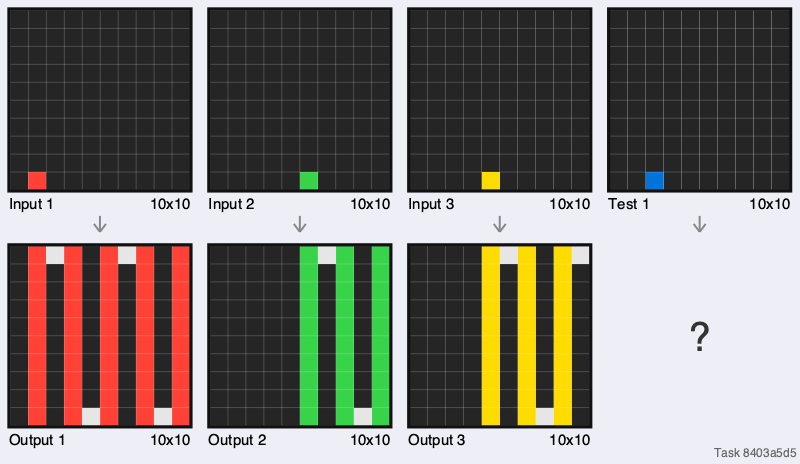 Input 1 10x10
Input 2 10x10
Input 3 10x10
Test 1 10x10
Output 1 10x10
Output 2 10x10
Output 3 10x10
?
Task 8403a5d5